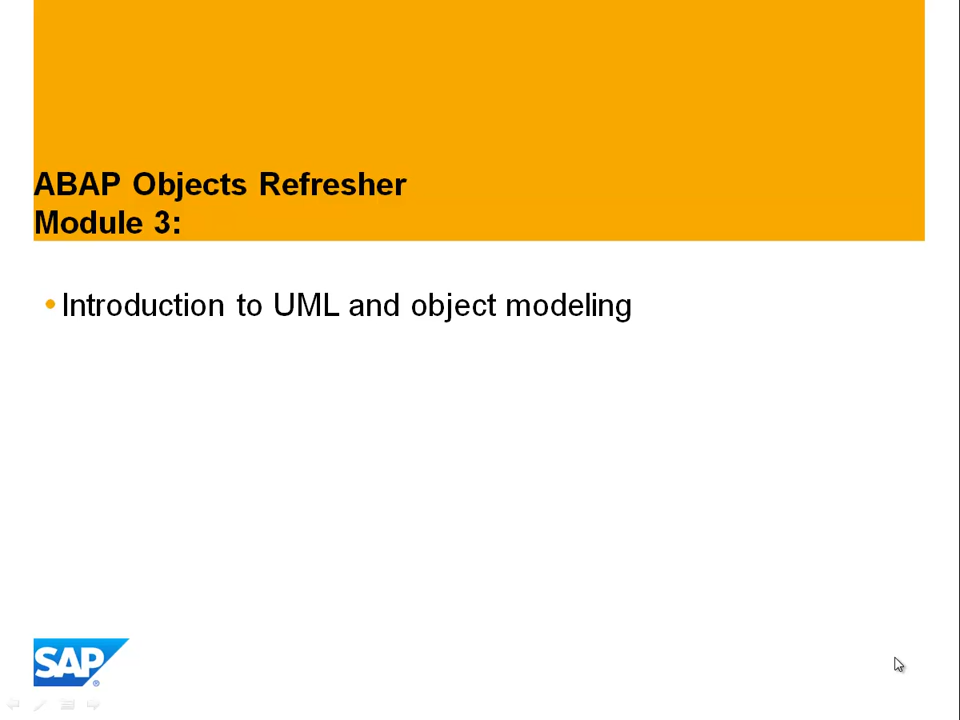 ABAP Objects Refresher
Module 3:
• Introduction to UML and object modeling
SAP®